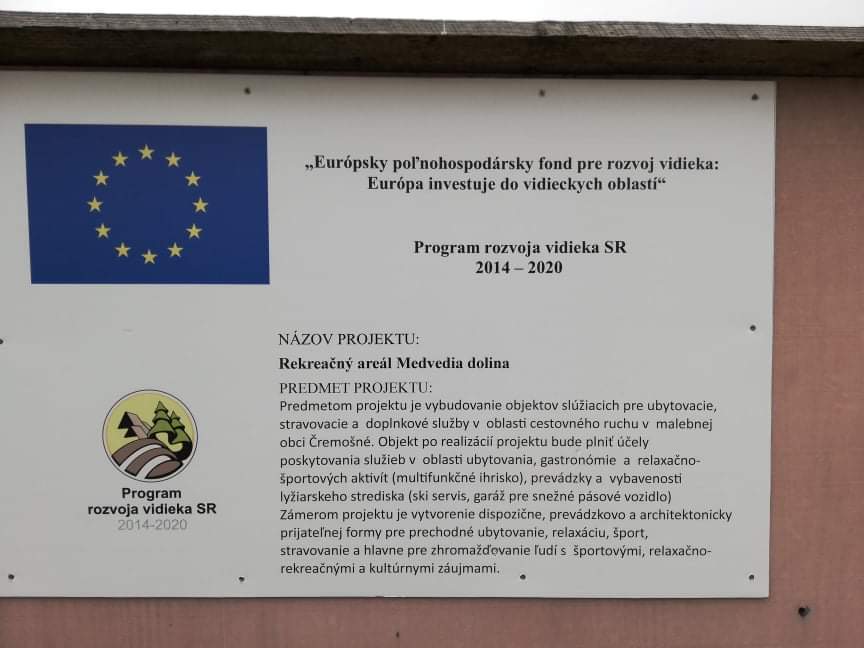 „Európsky poľnohospodársky fond pre rozvoj vidieka:
Európa investuje do vidieckych oblastí“
Program rozvoja vidieka SR
2014 – 2020
NÁZOV PROJEKTU:
Rekreačný areál Medvedia dolina
PREDMET PROJEKTU:
Predmetom projektu je vybudovanie objektov slúžiacich pre ubytovacie,
stravovacie a doplnkové služby v oblasti cestovného ruchu v malebnej
obci Čremošné. Objekt po realizácií projektu bude plniť účely
poskytovania služieb v oblasti ubytovania, gastronómie a relaxačno-
športových aktivít (multifunkčné ihrisko), prevádzky a vybavenosti
lyžiarskeho strediska (ski servis, garáž pre snežné pásové vozidlo)
Zámerom projektu je vytvorenie dispozične, prevádzkovo a architektonicky
prijateľnej formy pre prechodné ubytovanie, relaxáciu, šport,
stravovanie a hlavne pre zhromažďovanie ľudí s športovými, relaxačno-
rekreačnými a kultúrnymi záujmami.
Program
rozvoja vidieka SR
2014-2020